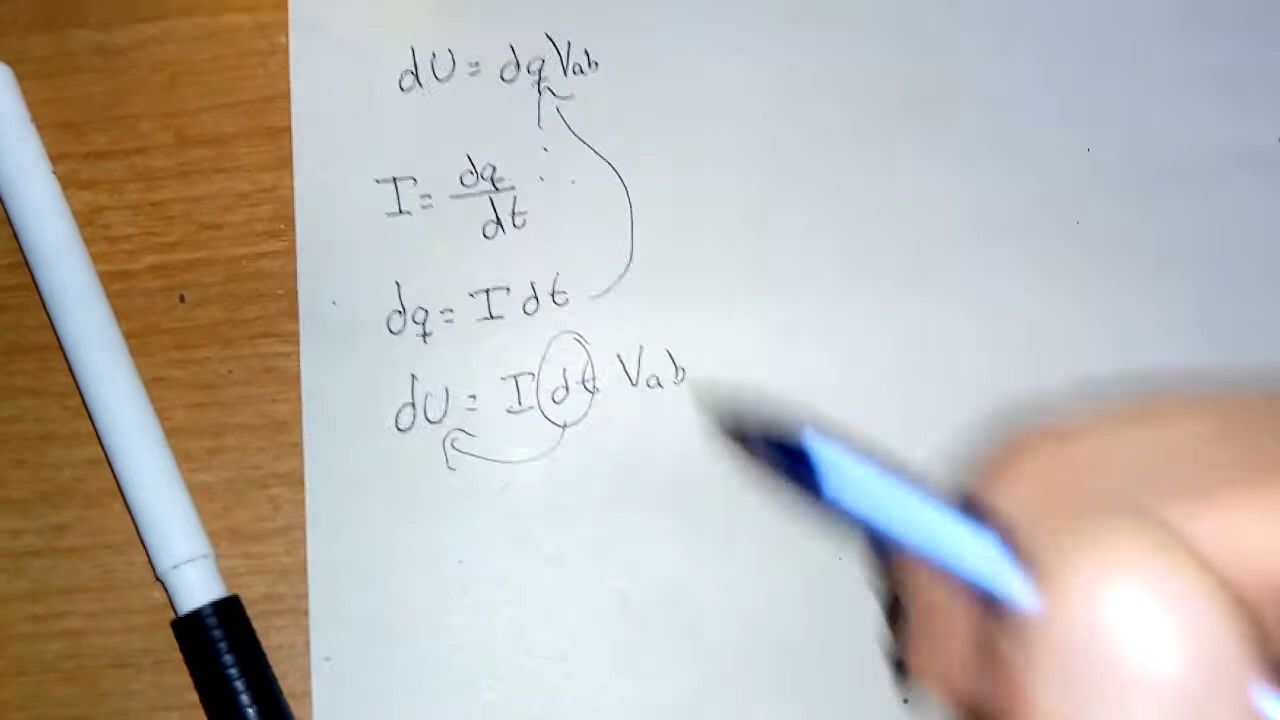 dU = dq Vab
I = dq/dt
dq = I dt
dU = I dt Vab